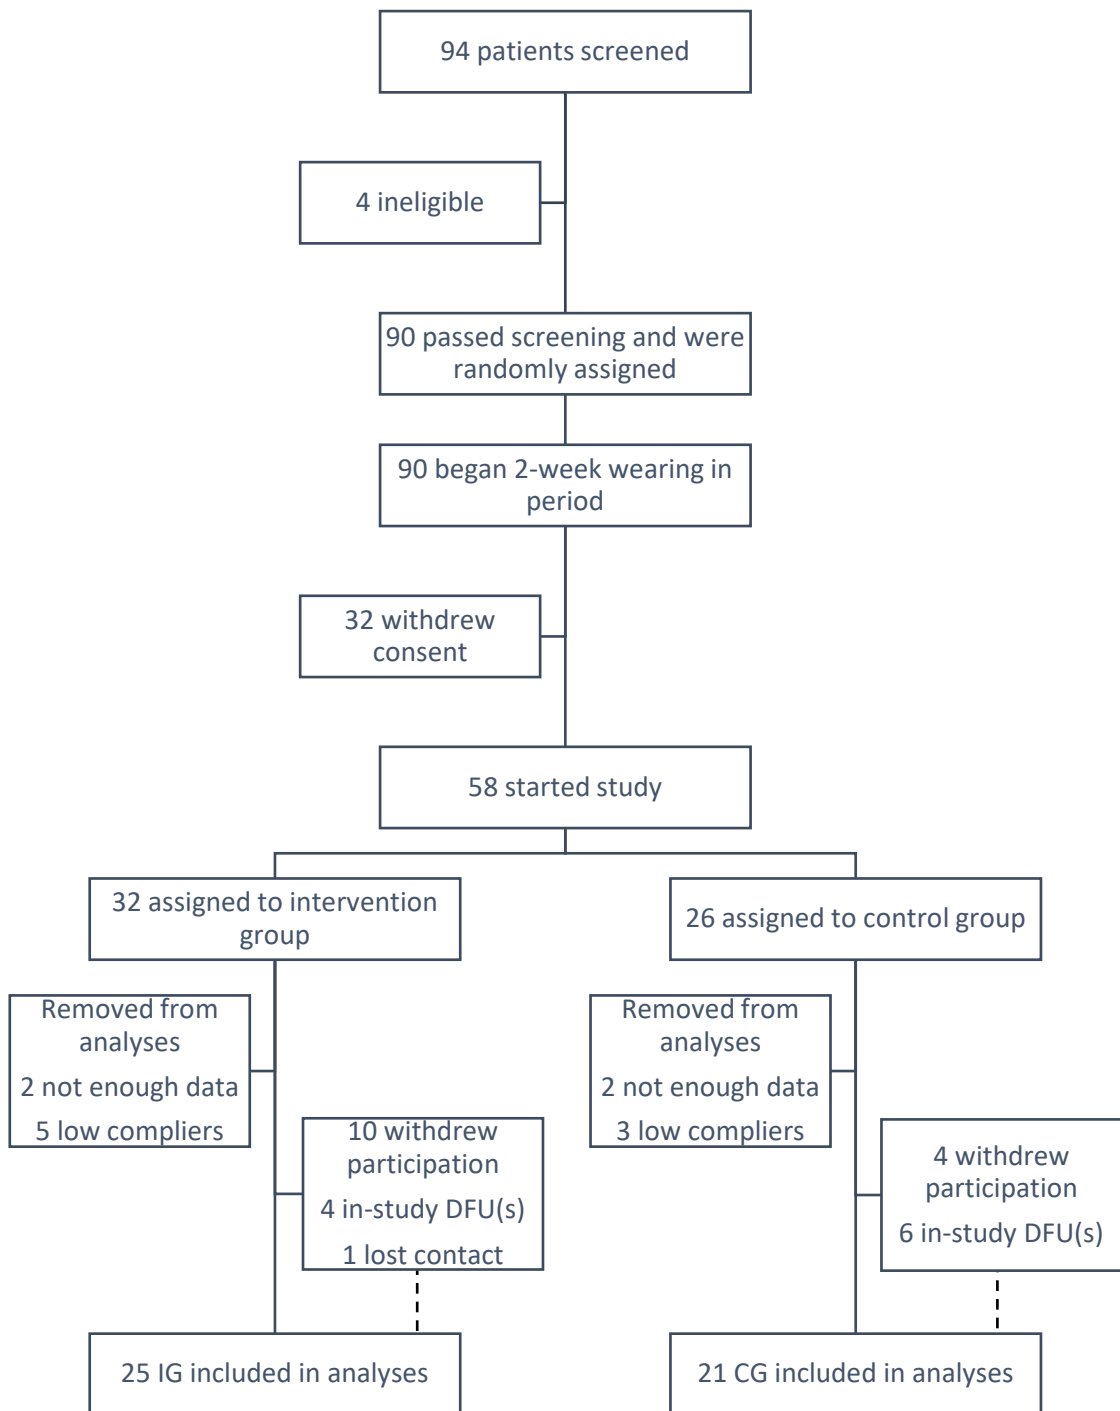 94 patients screened
4 ineligible
90 passed screening and were
randomly assigned
90 began 2-week wearing in
period
32 withdrew
consent
58 started study
32 assigned to intervention
group
26 assigned to control group
Removed from
analyses
2 not enough data
5 low compliers
Removed from
analyses
2 not enough data
3 low compliers
10 withdrew
participation
4 in-study DFU(s)
1 lost contact
4 withdrew
participation
6 in-study DFU(s)
25 IG included in analyses
21 CG included in analyses